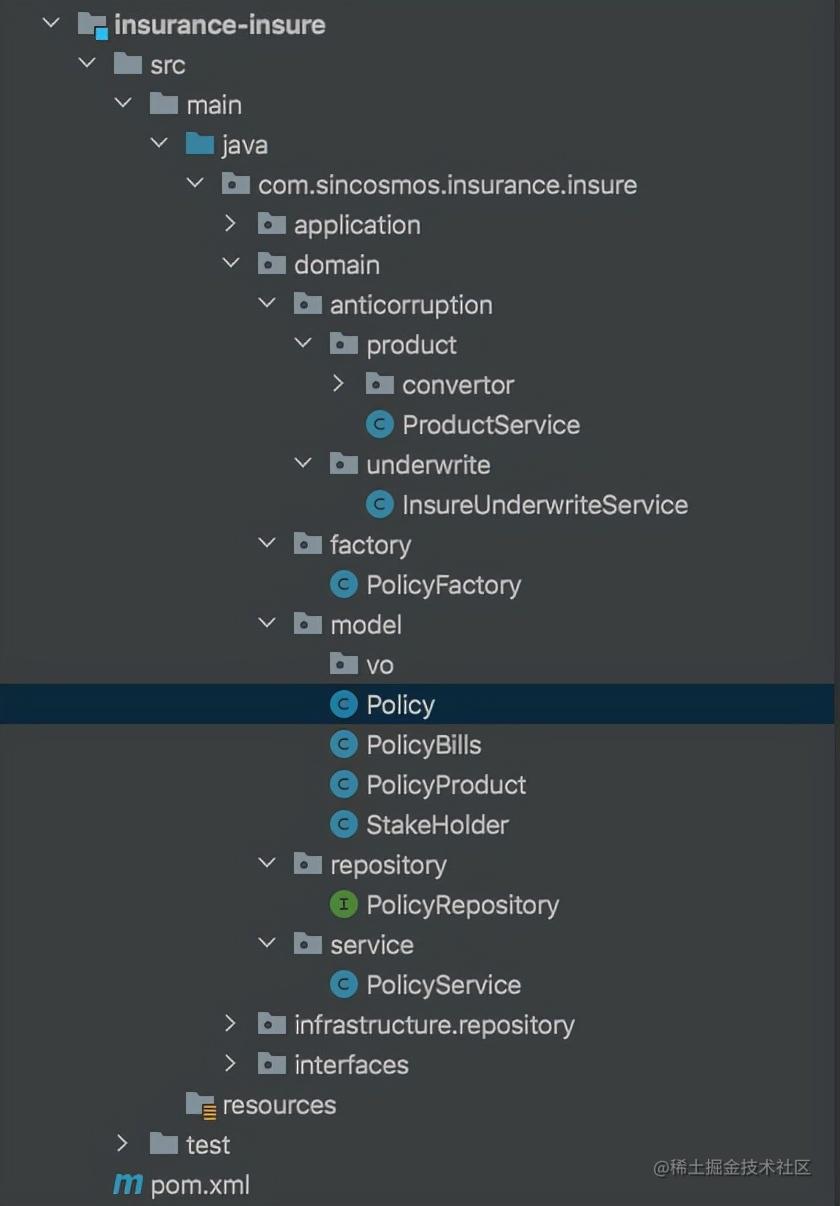 insurance-insure
src
main
java
com.sincosmos.insurance.insure
application
domain
anticorruption
product
convertor
ProductService
underwrite
InsureUnderwriteService
factory
PolicyFactory
model
vo
Policy
PolicyBills
PolicyProduct
StakeHolder
repository
PolicyRepository
service
PolicyService
infrastructure.repository
interfaces
resources
test
pom.xml
@稀土掘金技术社区